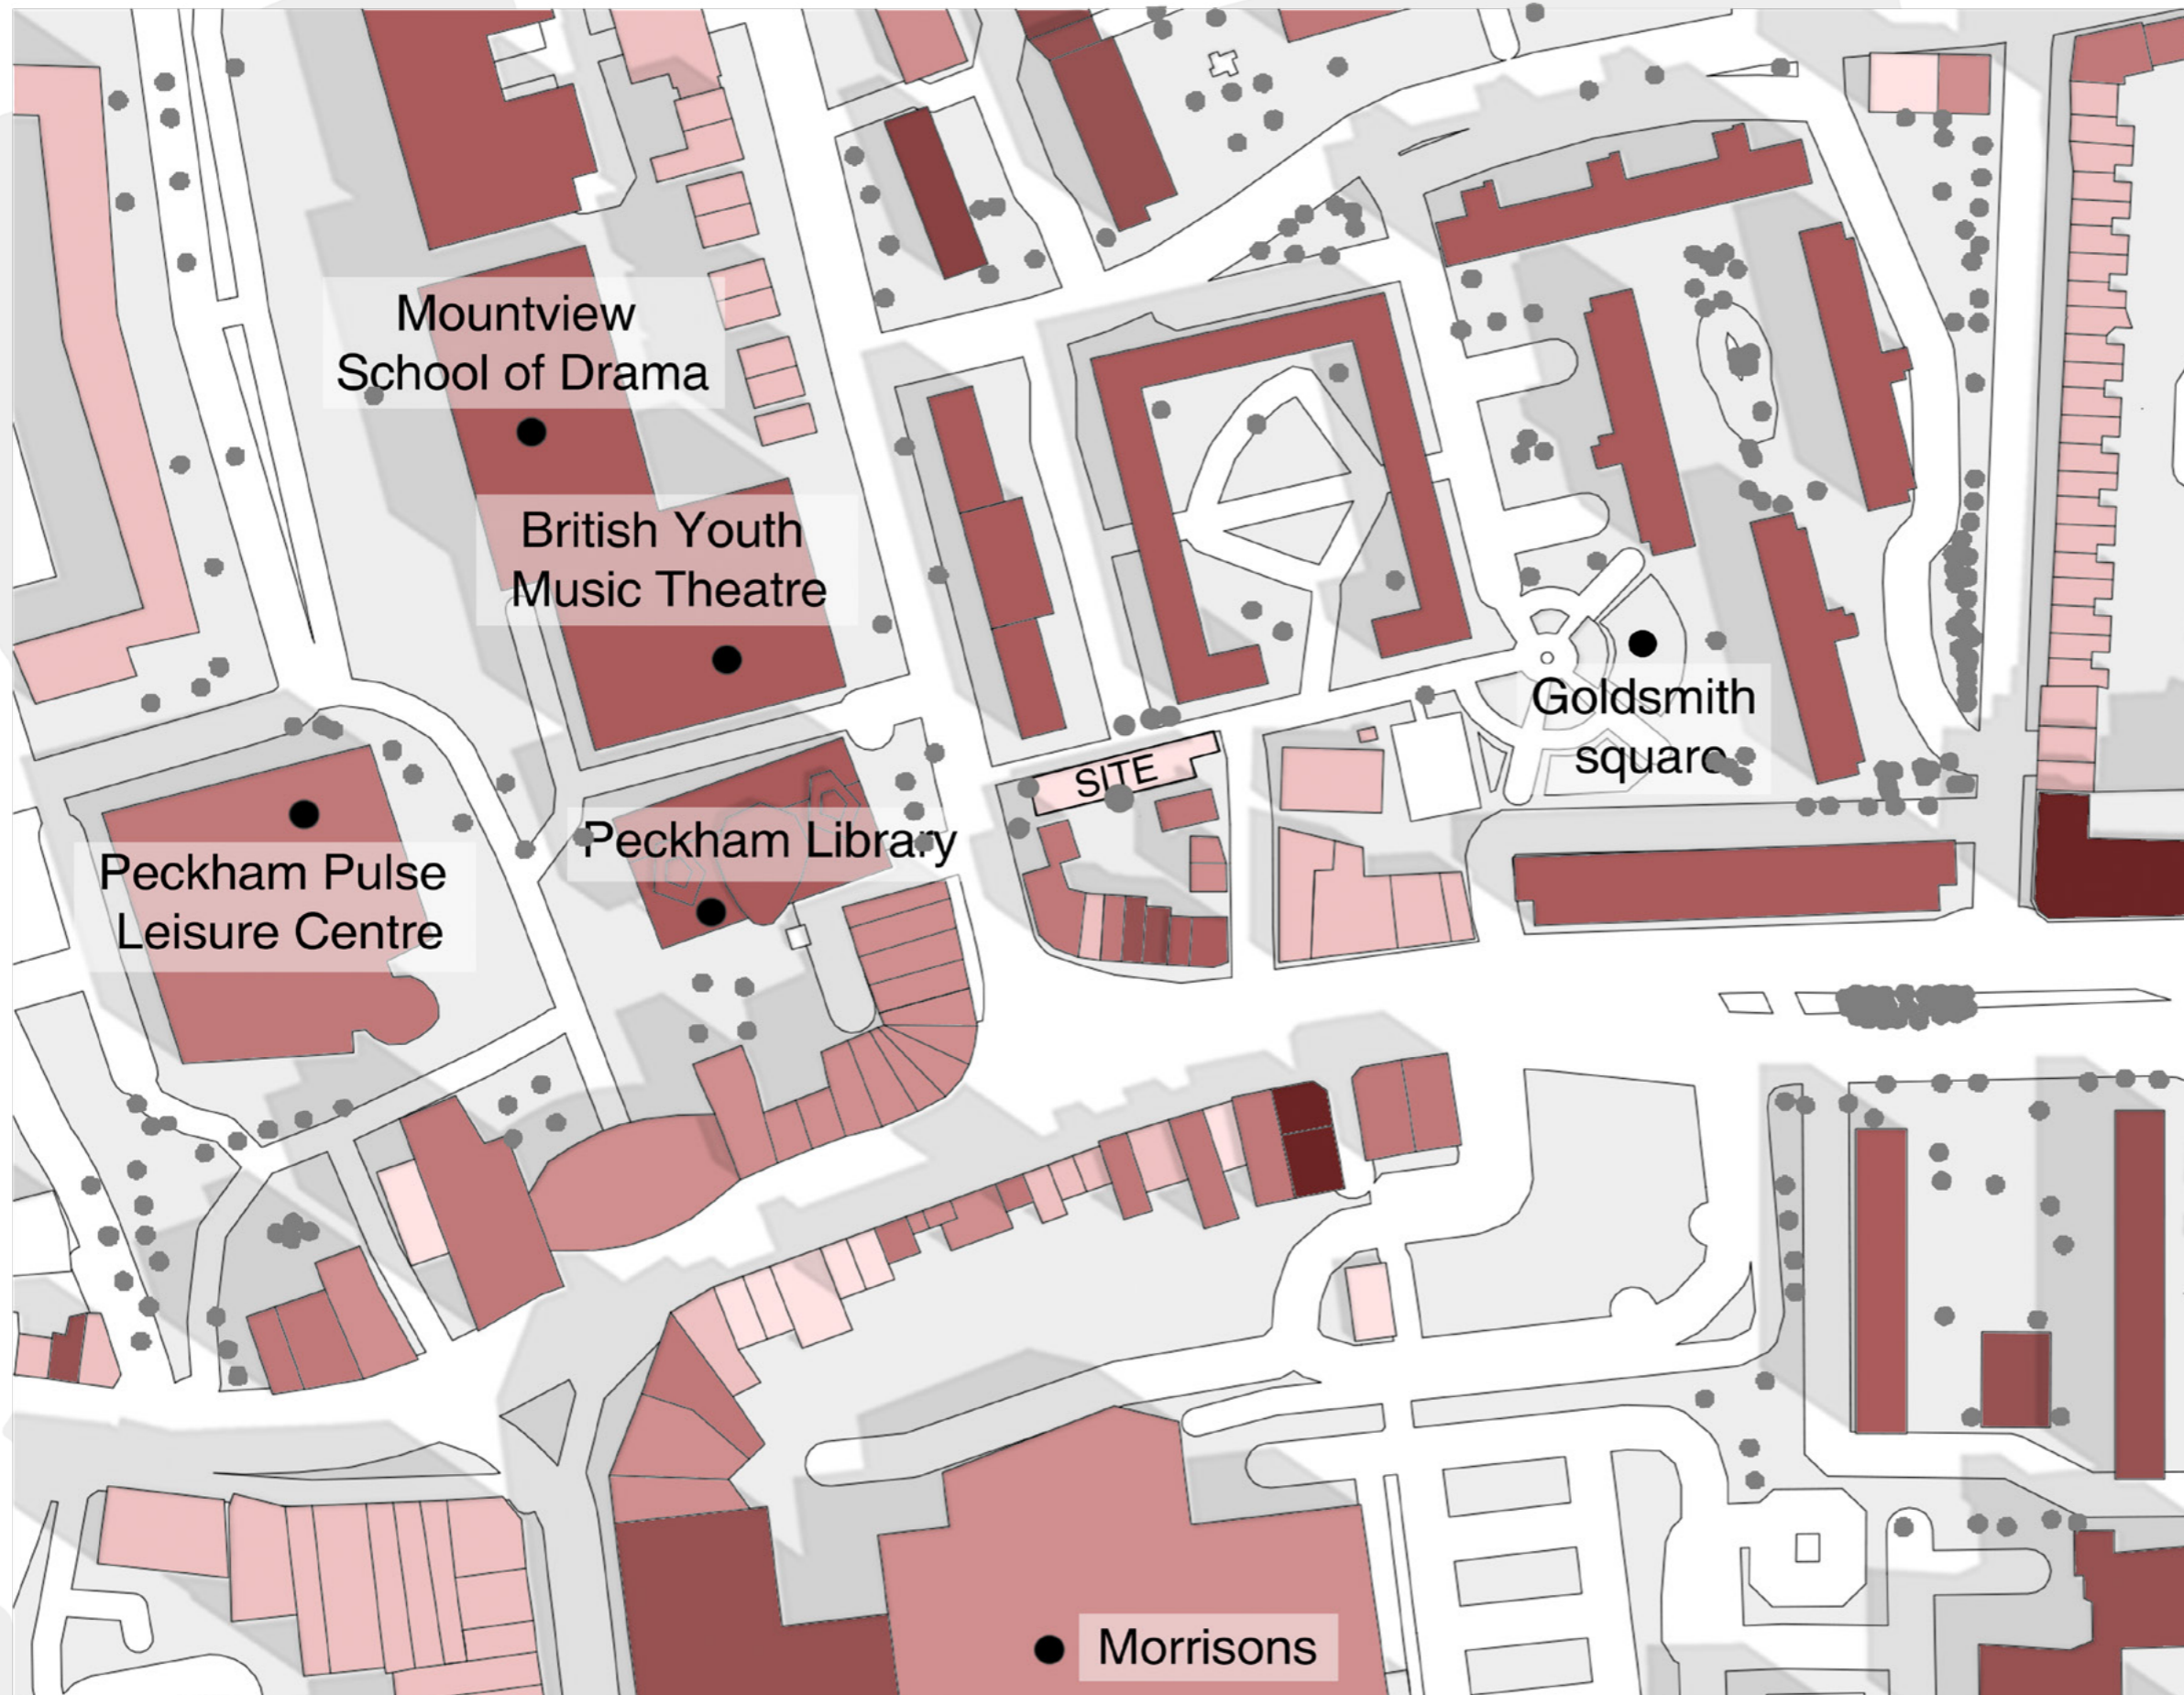 Mountview
School of Drama
British Youth
Music Theatre
Goldsmith
square
SITE
Peckham Library
Peckham Pulse
Leisure Centre
Morrisons